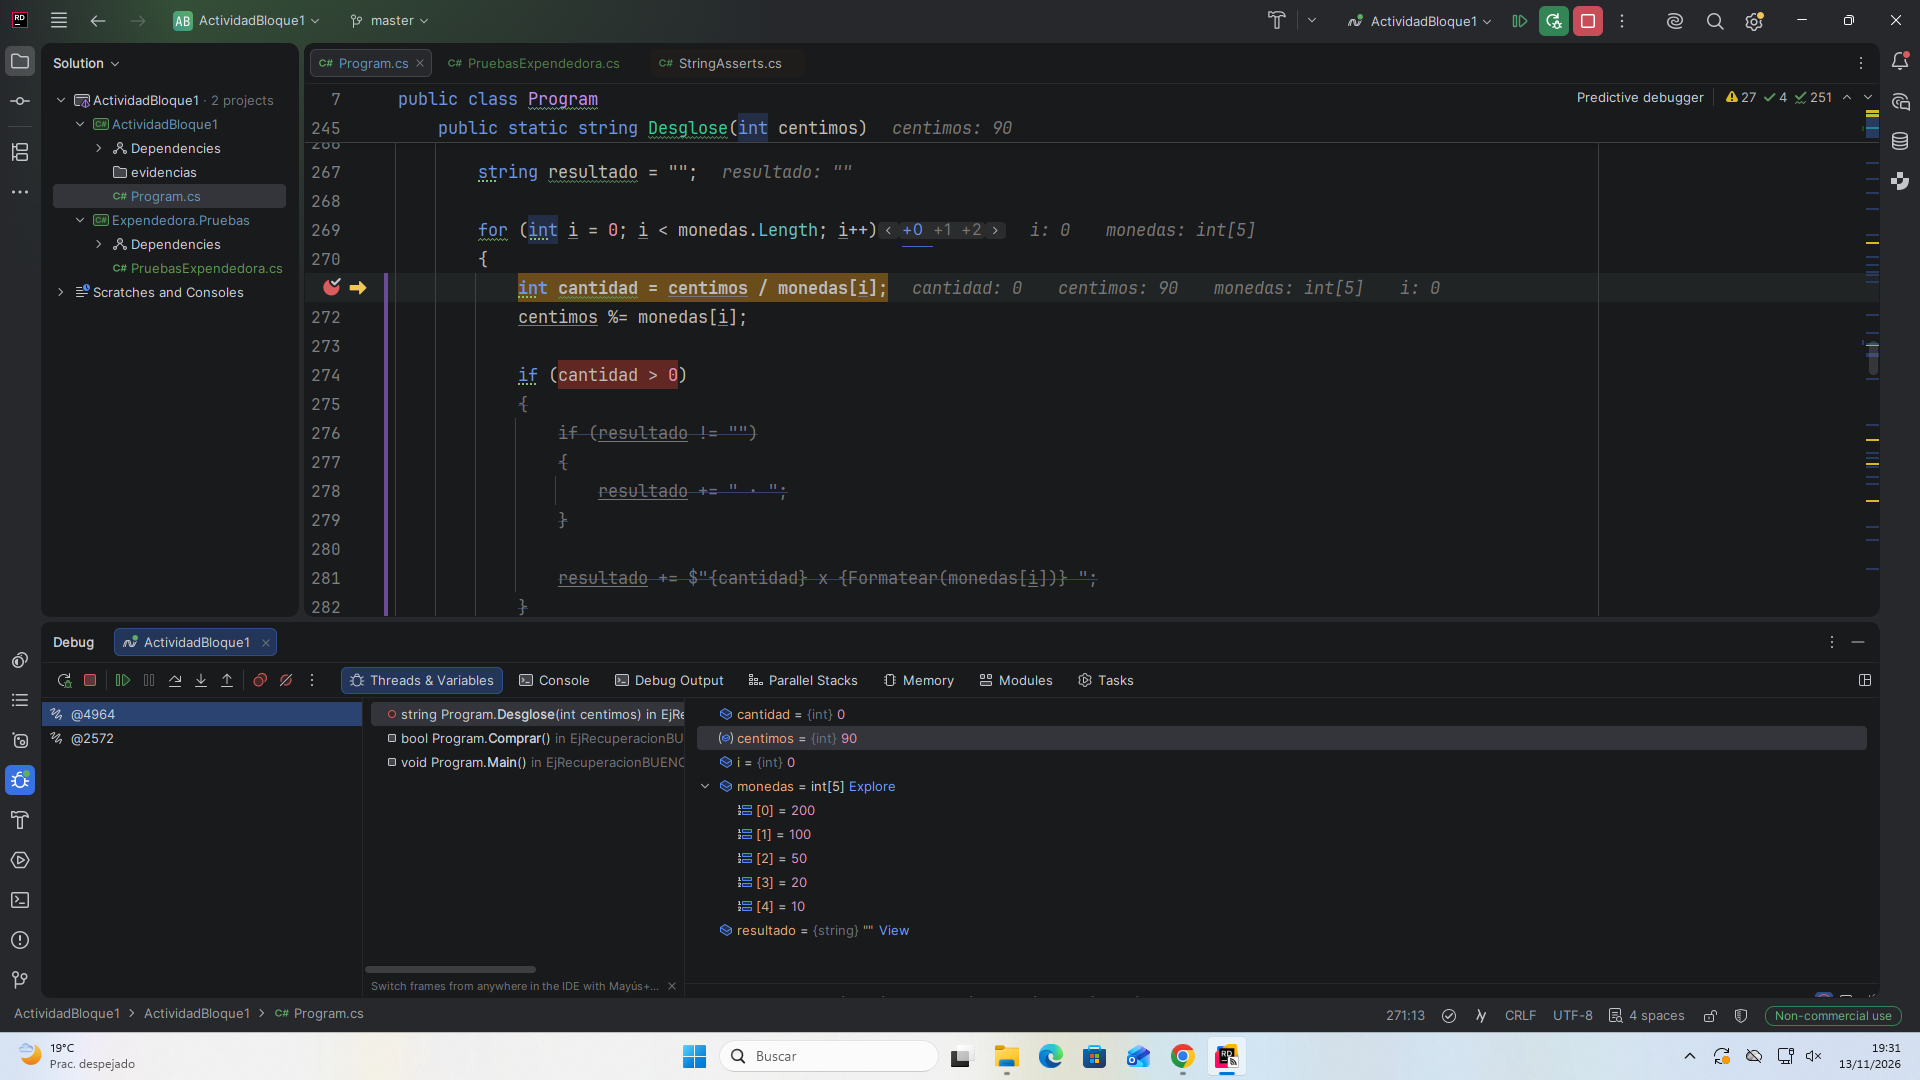 AB ActividadBloque1 master ActividadBloque1
Solution
Program.cs PruebasExpendedora.cs StringAsserts.cs
ActividadBloque1 · 2 projects
ActividadBloque1
Dependencies
evidencias
Program.cs
Expendedora.Pruebas
Dependencies
PruebasExpendedora.cs
Scratches and Consoles
Predictive debugger 27 4 251
7 public class Program
245 public static string Desglose(int centimos) centimos: 90
266
267 string resultado = ""; resultado: ""
268
269 for (int i = 0; i < monedas.Length; i++) < +0 +1 +2 > i: 0 monedas: int[5]
270 {
int cantidad = centimos / monedas[i]; cantidad: 0 centimos: 90 monedas: int[5] i: 0
272 centimos %= monedas[i];
273
274 if (cantidad > 0)
275 {
276 if (resultado != "")
277 {
278 resultado += " · ";
279 }
280
281 resultado += $"{cantidad} x {Formatear(monedas[i])} ";
282 }
Debug ActividadBloque1
Threads & Variables Console Debug Output Parallel Stacks Memory Modules Tasks
@4964
@2572
string Program.Desglose(int centimos) in EjRe
bool Program.Comprar() in EjRecuperacionBU
void Program.Main() in EjRecuperacionBUENO
Switch frames from anywhere in the IDE with Mayús+...
cantidad = {int} 0
centimos = {int} 90
i = {int} 0
monedas = int[5] Explore
[0] = 200
[1] = 100
[2] = 50
[3] = 20
[4] = 10
resultado = {string} "" View
ActividadBloque1 > ActividadBloque1 > C# Program.cs
271:13 CRLF UTF-8 4 spaces Non-commercial use
19°C
Prac. despejado
Buscar
19:31
13/11/2026